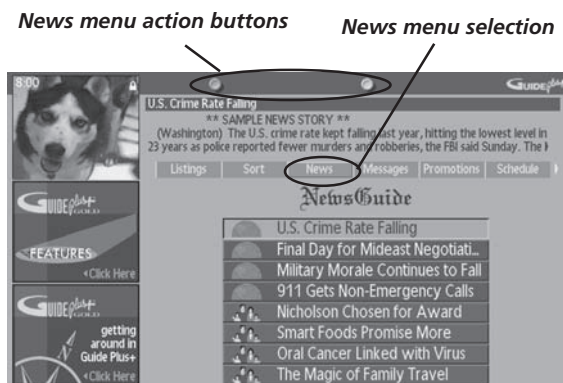 News menu action buttons
News menu selection
8:00
GUIDE Plus+
U.S. Crime Rate Falling
** SAMPLE NEWS STORY **
(Washington) The U.S. crime rate kept falling last year, hitting the lowest level in
23 years as police reported fewer murders and robberies, the FBI said Sunday. The
Listings Sort News Messages Promotions Schedule
NewsGuide
GUIDE Plus+
GOLD
FEATURES
Click Here
U.S. Crime Rate Falling
Final Day for Mideast Negotiati...
Military Morale Continues to Fall
911 Gets Non-Emergency Calls
Nicholson Chosen for Award
Smart Foods Promise More
Oral Cancer Linked with Virus
The Magic of Family Travel
GUIDE Plus+
GOLD
getting
around in
Guide Plus+
Click Here